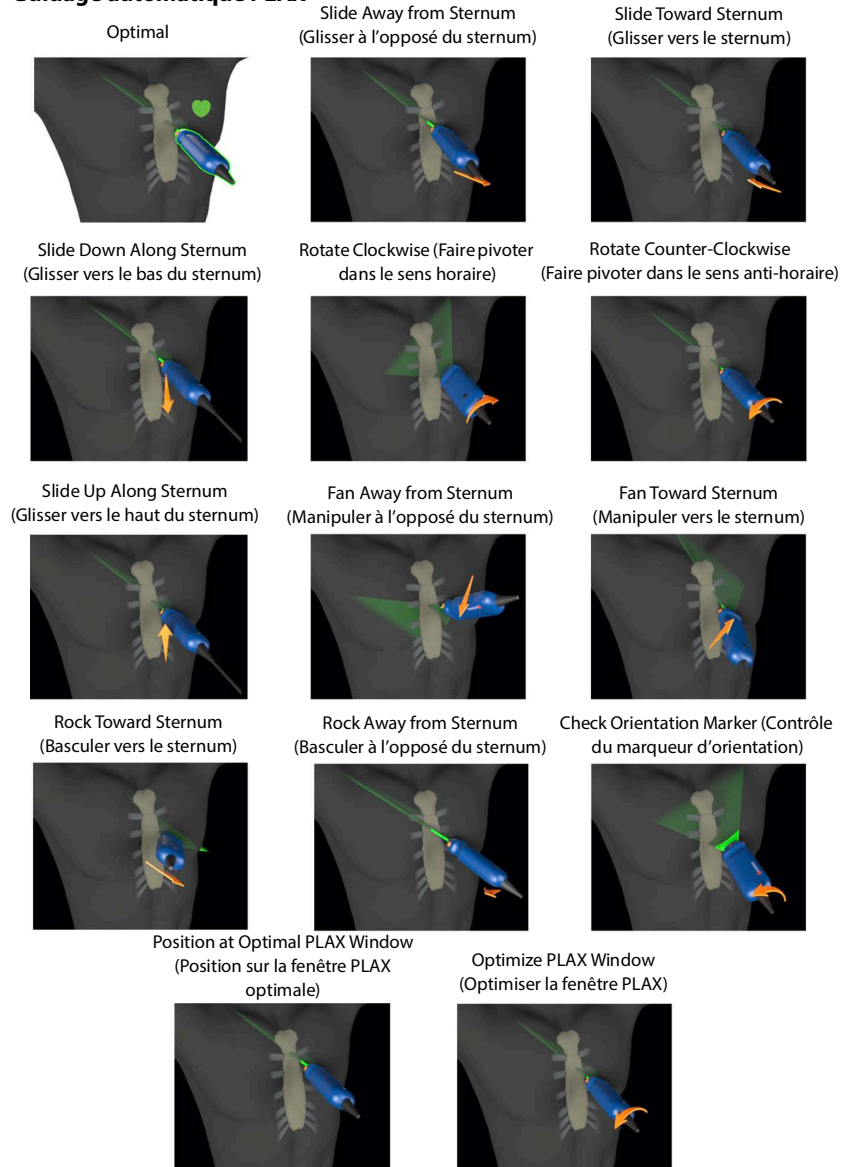 Optimal
Slide Away from Sternum
(Glisser à l'opposé du sternum)
Slide Toward Sternum
(Glisser vers le sternum)
Slide Down Along Sternum
(Glisser vers le bas du sternum)
Rotate Clockwise (Faire pivoter
dans le sens horaire)
Rotate Counter-Clockwise
(Faire pivoter dans le sens anti-horaire)
Slide Up Along Sternum
(Glisser vers le haut du sternum)
Fan Away from Sternum
(Manipuler à l'opposé du sternum)
Fan Toward Sternum
(Manipuler vers le sternum)
Rock Toward Sternum
(Basculer vers le sternum)
Rock Away from Sternum
(Basculer à l'opposé du sternum)
Check Orientation Marker (Contrôle
du marqueur d'orientation)
Position at Optimal PLAX Window
(Position sur la fenêtre PLAX
optimale)
Optimize PLAX Window
(Optimiser la fenêtre PLAX)